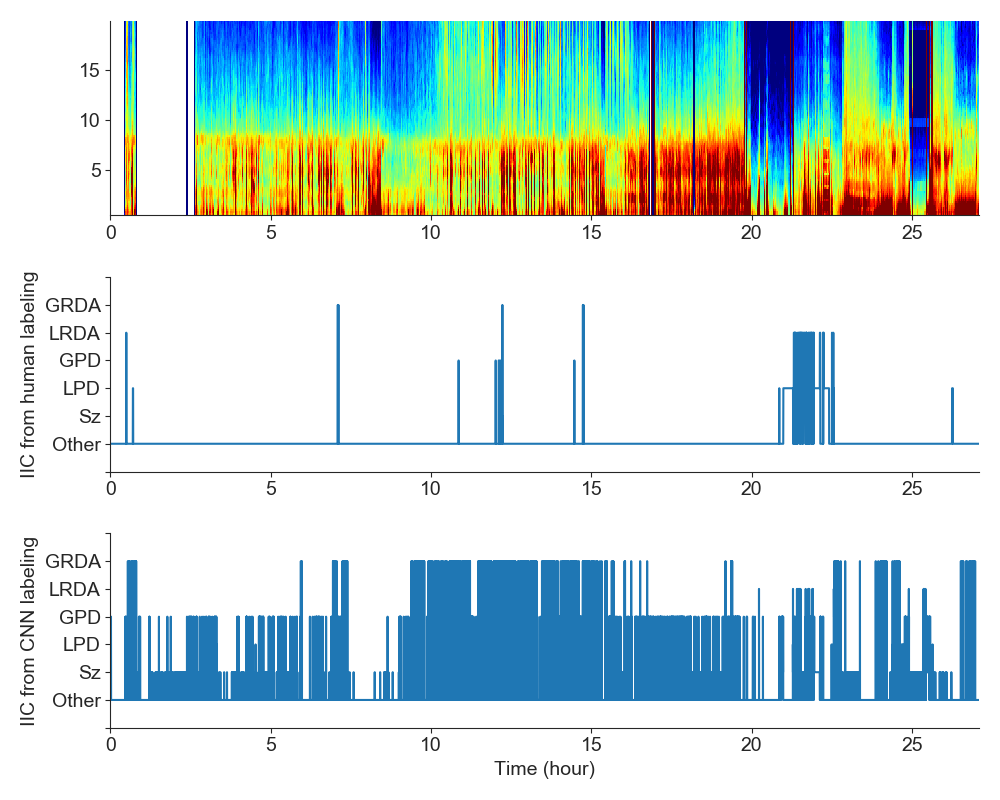 15
10
5
0 5 10 15 20 25
IIC from human labeling
GRDA
LRDA
GPD
LPD
Sz
Other
0 5 10 15 20 25
IIC from CNN labeling
GRDA
LRDA
GPD
LPD
Sz
Other
0 5 10 15 20 25
Time (hour)